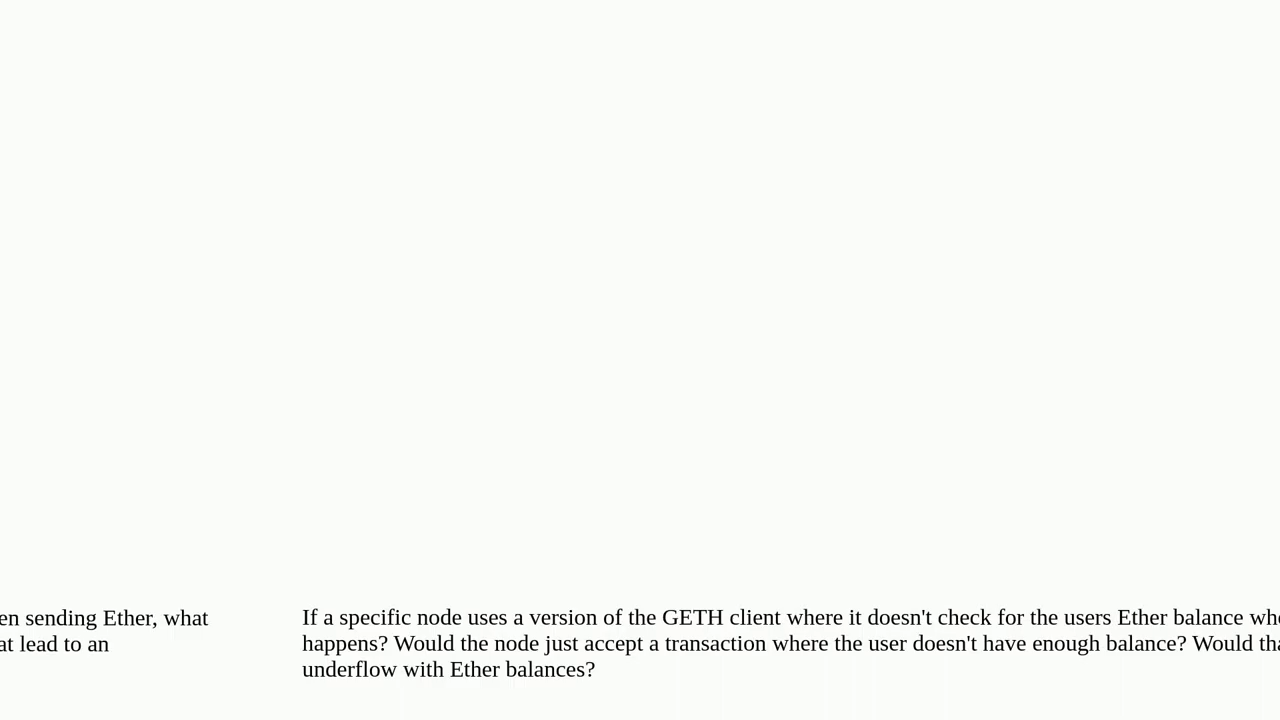 en sending Ether, what
at lead to an
If a specific node uses a version of the GETH client where it doesn't check for the users Ether balance whe
happens? Would the node just accept a transaction where the user doesn't have enough balance? Would tha
underflow with Ether balances?